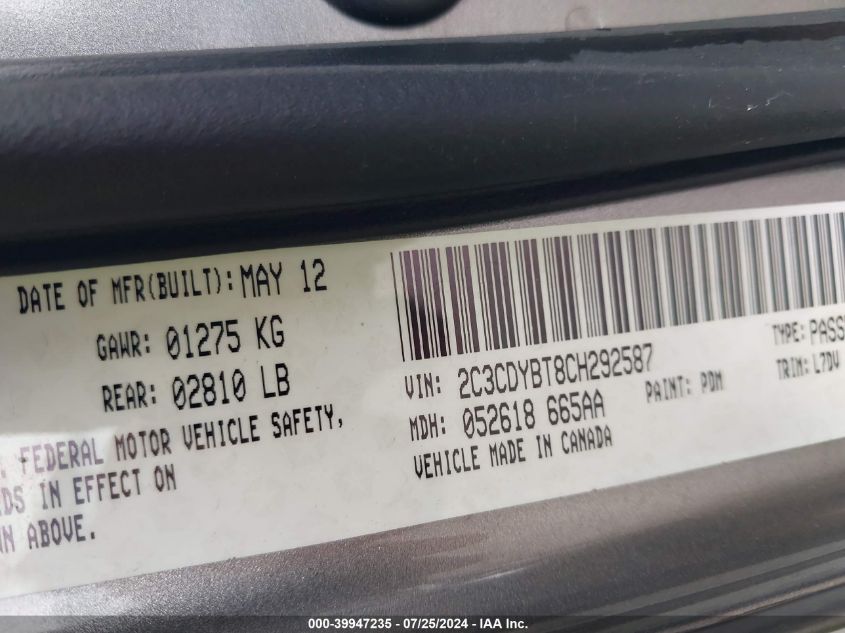 DATE OF MFR(BUILT): MAY 12
GAWR: 01275 KG
REAR: 02810 LB
FEDERAL MOTOR VEHICLE SAFETY,
IN EFFECT ON
ABOVE.
VIN: 2C3CDYBT8CH292587
TYPE: PASS
MDH: 052618 665AA
PAINT: PDM
TRIM: L7DV
VEHICLE MADE IN CANADA
000-39947235 - 07/25/2024 - IAA Inc.